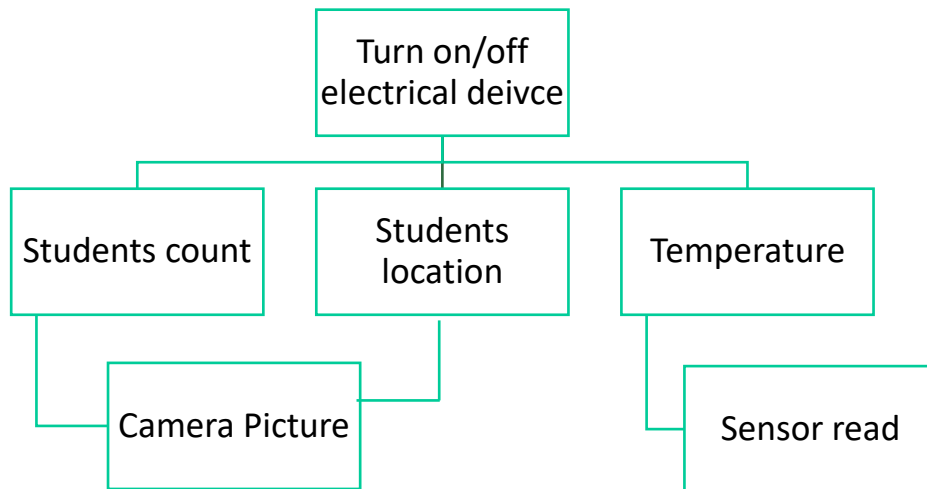 Turn on/off
electrical deivce
Students count
Students
location
Temperature
Camera Picture
Sensor read